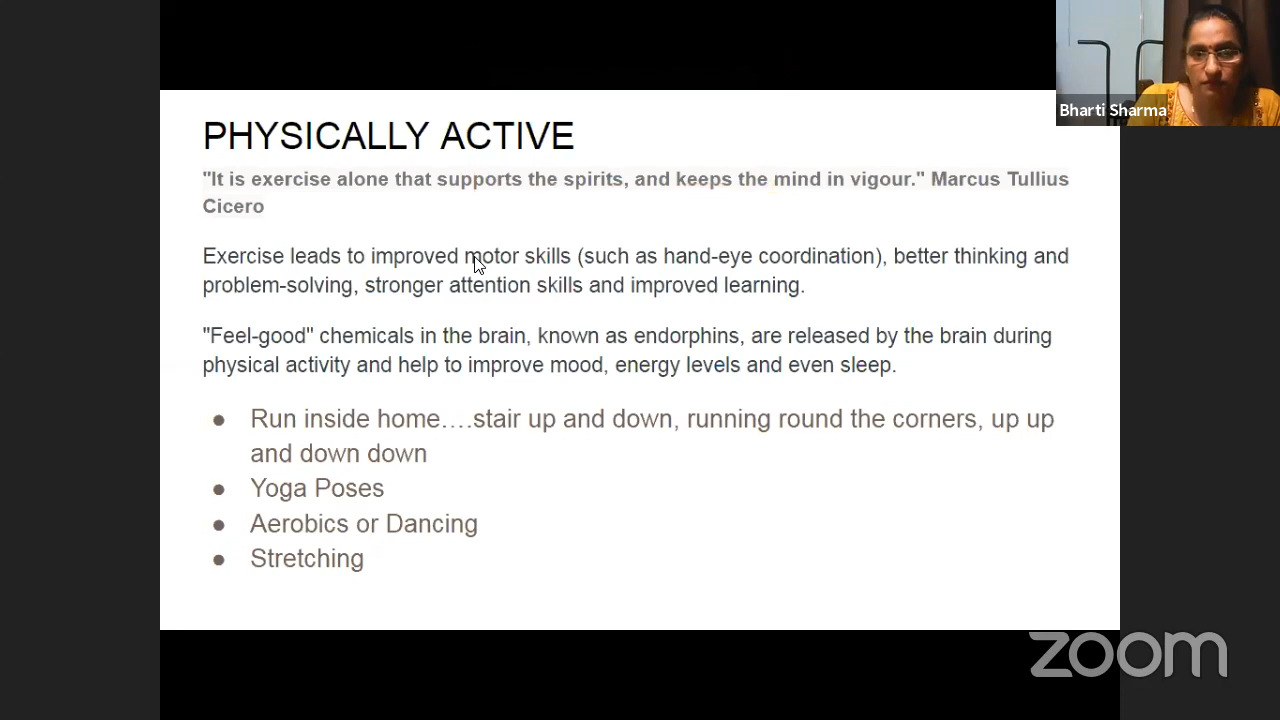 Bharti Sharma
PHYSICALLY ACTIVE
"It is exercise alone that supports the spirits, and keeps the mind in vigour." Marcus Tullius
Cicero
Exercise leads to improved motor skills (such as hand-eye coordination), better thinking and
problem-solving, stronger attention skills and improved learning.
"Feel-good" chemicals in the brain, known as endorphins, are released by the brain during
physical activity and help to improve mood, energy levels and even sleep.
● Run inside home….stair up and down, running round the corners, up up
and down down
● Yoga Poses
● Aerobics or Dancing
● Stretching
zoom